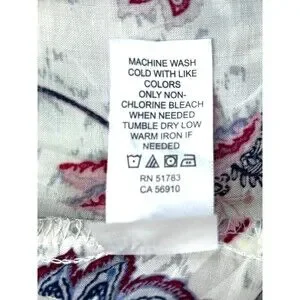 MACHINE WASH
COLD WITH LIKE
COLORS
ONLY NON-
CHLORINE BLEACH
WHEN NEEDED
TUMBLE DRY LOW
WARM IRON IF
NEEDED
RN 51783
CA 56910